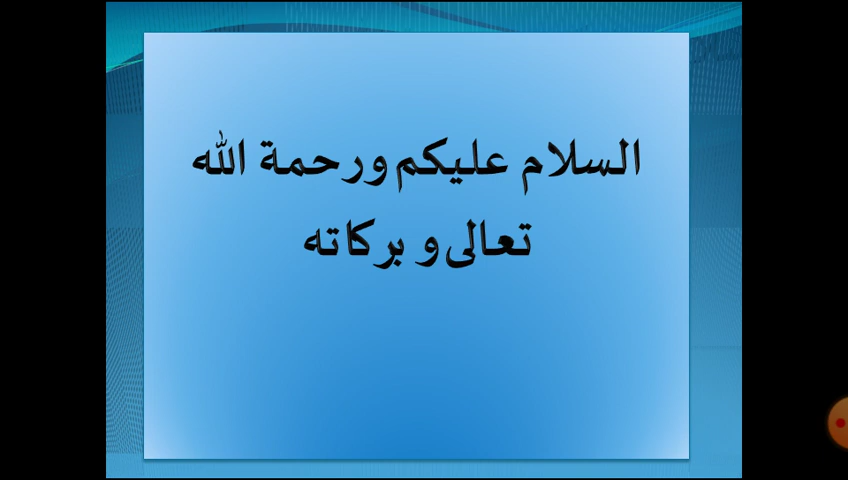 السلام عليكم ورحمة الله
تعالى و بركاته